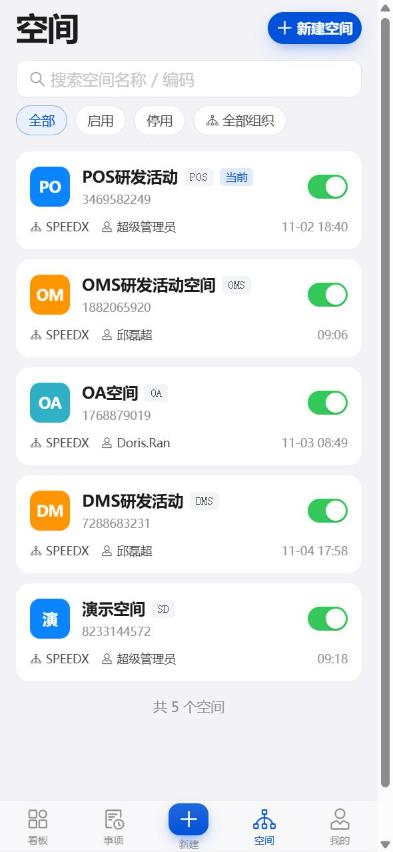 空间
新建空间
搜索空间名称 / 编码
全部 启用 停用 全部组织
PO POS研发活动 POS 当前
3469582249
SPEEDX 超级管理员 11-02 18:40
OM OMS研发活动空间 OMS
1882065920
SPEEDX 邱磊超 09:06
OA OA空间 OA
1768879019
SPEEDX Doris.Ran 11-03 08:49
DM DMS研发活动 DMS
7288683231
SPEEDX 邱磊超 11-04 17:58
演 演示空间 SD
8233144572
SPEEDX 超级管理员 09:18
共 5 个空间
看板 事项 新建 空间 我的